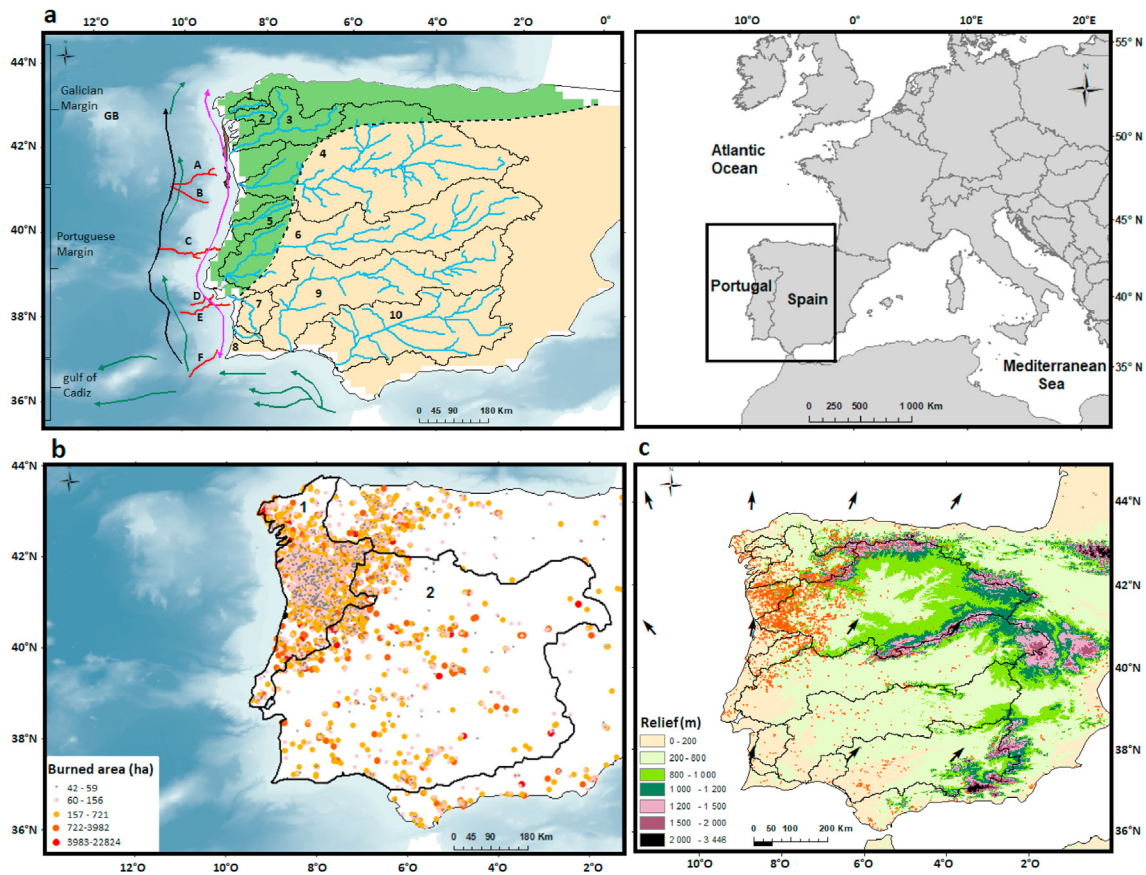 a
12°O 10°O 8°O 6°O 4°O 2°O 0°
44°N
42°N
40°N
38°N
36°N
Galician
Margin
GB
Portuguese
Margin
gulf of
Cadiz
A
B
C
D
E
F
1
2
3
4
5
6
7
8
9
10
0 45 90 180 Km
10°O 0° 10°E 20°E
55° N
50°N
45°N
40°N
35°N
N
Atlantic
Ocean
Portugal
Spain
Mediterranean
Sea
0 250 500 1 000 Km
b
44°N
42°N
40°N
38°N
36°N
1
2
Burned area (ha)
42 - 59
60 - 156
157 - 721
722-3982
3983-22824
0 45 90 180 Km
12°O 10°O 8°O 6°O 4°O 2°O
c
N
44°N
42°N
40°N
38°N
36°N
Relief (m)
0 - 200
200 - 800
800 - 1 000
1 000 - 1 200
1 200 - 1 500
1 500 - 2 000
2 000 - 3 446
0 50 100 200 Km
10°O 8°O 6°O 4°O 2°O 0°